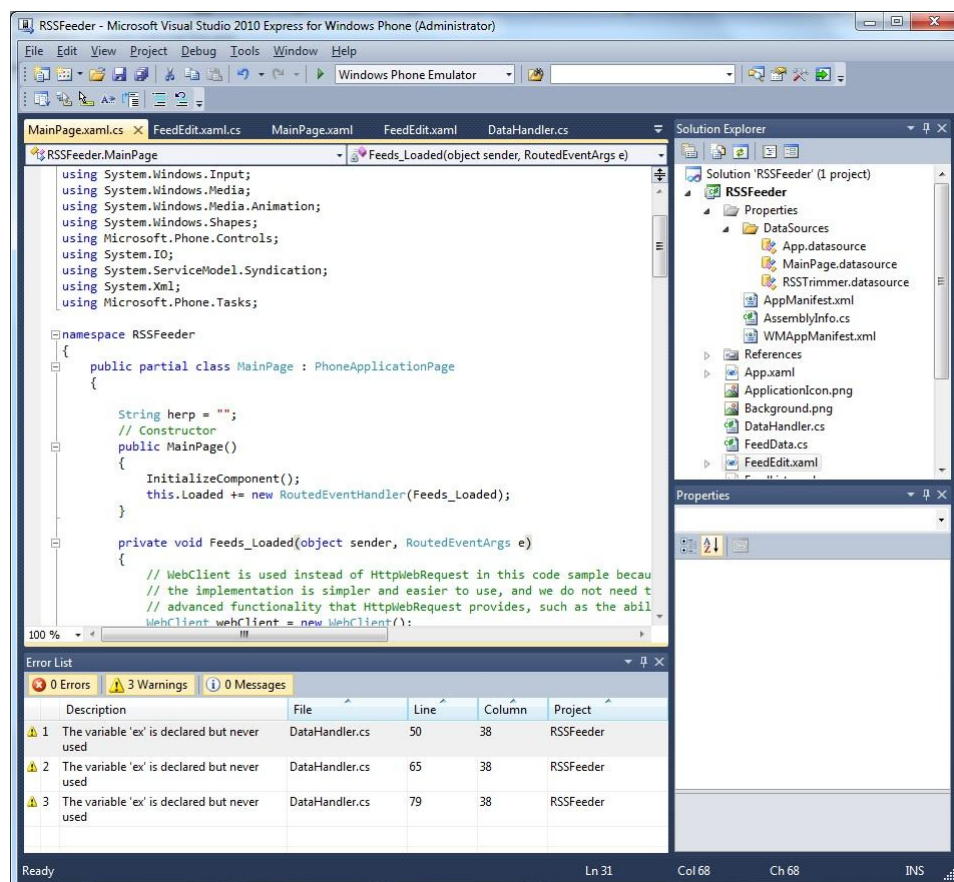 RSSFeeder - Microsoft Visual Studio 2010 Express for Windows Phone (Administrator)
File Edit View Project Debug Tools Window Help
Windows Phone Emulator
MainPage.xaml.cs FeedEdit.xaml.cs MainPage.xaml FeedEdit.xaml DataHandler.cs
RSSFeeder.MainPage Feeds_Loaded(object sender, RoutedEventArgs e)
using System.Windows.Input;
using System.Windows.Media;
using System.Windows.Media.Animation;
using System.Windows.Shapes;
using Microsoft.Phone.Controls;
using System.IO;
using System.ServiceModel.Syndication;
using System.Xml;
using Microsoft.Phone.Tasks;
namespace RSSFeeder
{
public partial class MainPage : PhoneApplicationPage
{
String herp = "";
// Constructor
public MainPage()
{
InitializeComponent();
this.Loaded += new RoutedEventHandler(Feeds_Loaded);
}
private void Feeds_Loaded(object sender, RoutedEventArgs e)
{
// WebClient is used instead of HttpWebRequest in this code sample becau
// the implementation is simpler and easier to use, and we do not need t
// advanced functionality that HttpWebRequest provides, such as the abil
WebClient webClient = new WebClient();
100 %
Solution Explorer
Solution 'RSSFeeder' (1 project)
RSSFeeder
Properties
DataSources
App.datasource
MainPage.datasource
RSSTrimmer.datasource
AppManifest.xml
AssemblyInfo.cs
WMAppManifest.xml
References
App.xaml
ApplicationIcon.png
Background.png
DataHandler.cs
FeedData.cs
FeedEdit.xaml
Properties
Error List
0 Errors 3 Warnings 0 Messages
Description File Line Column Project
1 The variable 'ex' is declared but never DataHandler.cs 50 38 RSSFeeder
used
2 The variable 'ex' is declared but never DataHandler.cs 65 38 RSSFeeder
used
3 The variable 'ex' is declared but never DataHandler.cs 79 38 RSSFeeder
used
Ready Ln 31 Col 68 Ch 68 INS